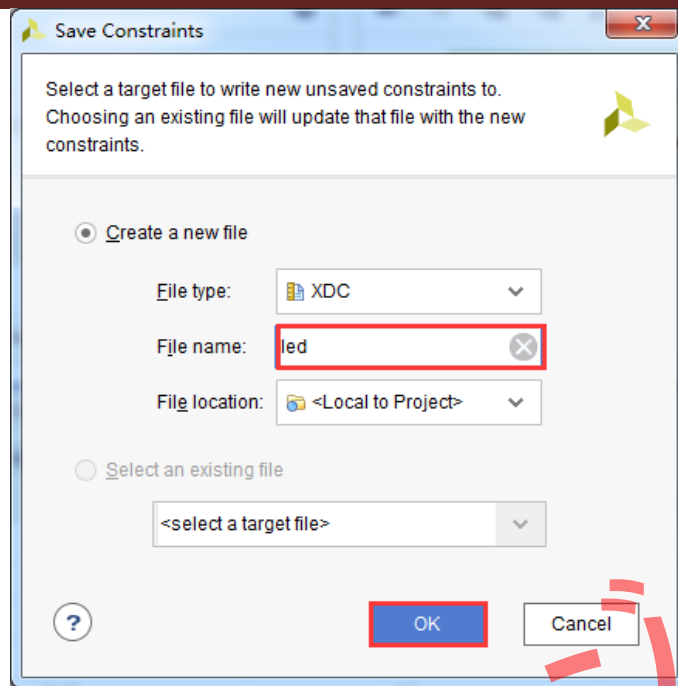 Save Constraints
Select a target file to write new unsaved constraints to.
Choosing an existing file will update that file with the new
constraints.
Create a new file
File type: XDC
File name: led
File location: <Local to Project>
Select an existing file
<select a target file>
? OK Cancel